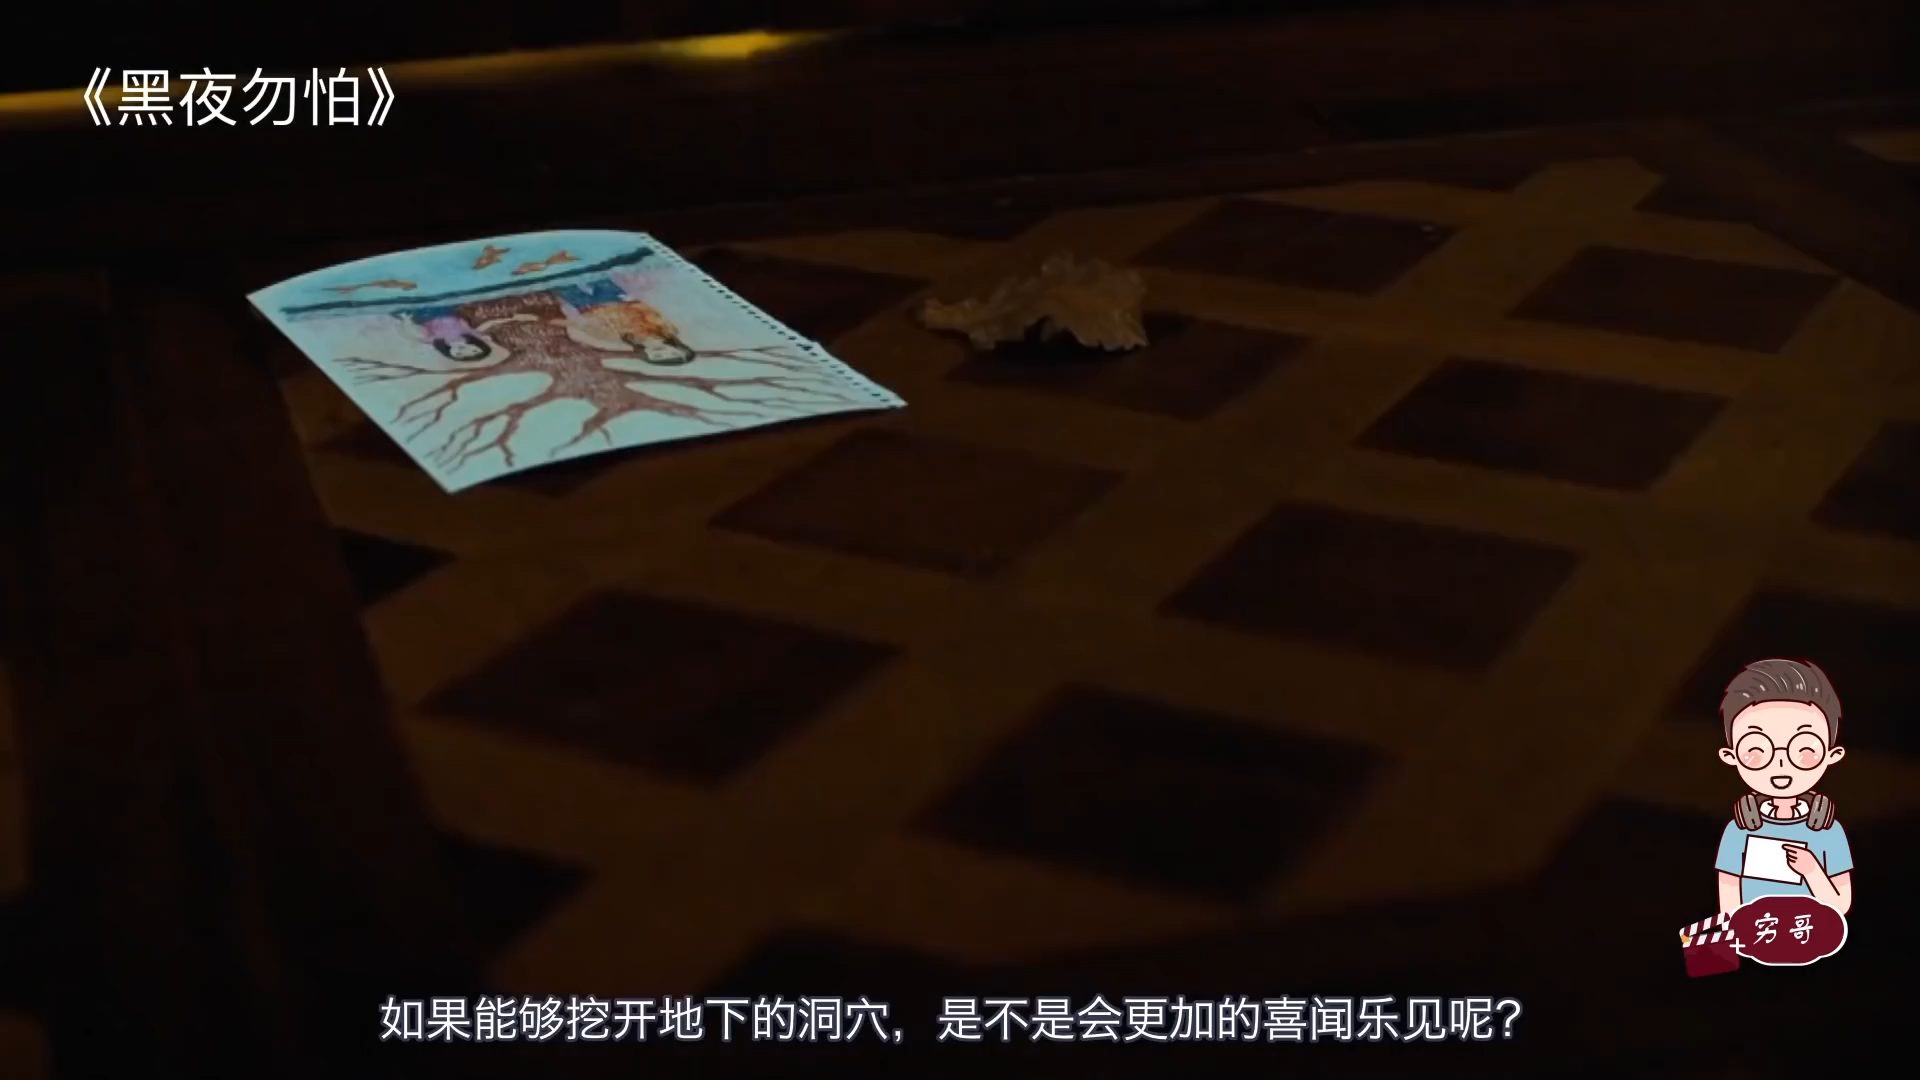 《黑夜勿怕》
穷哥
如果能够挖开地下的洞穴，是不是会更加的喜闻乐见呢？